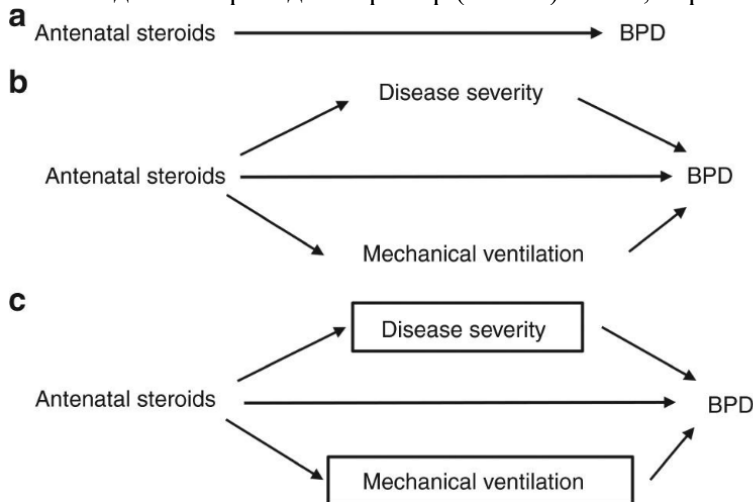 a
Antenatal steroids BPD
b
Disease severity
Antenatal steroids BPD
Mechanical ventilation
c
Disease severity
Antenatal steroids BPD
Mechanical ventilation